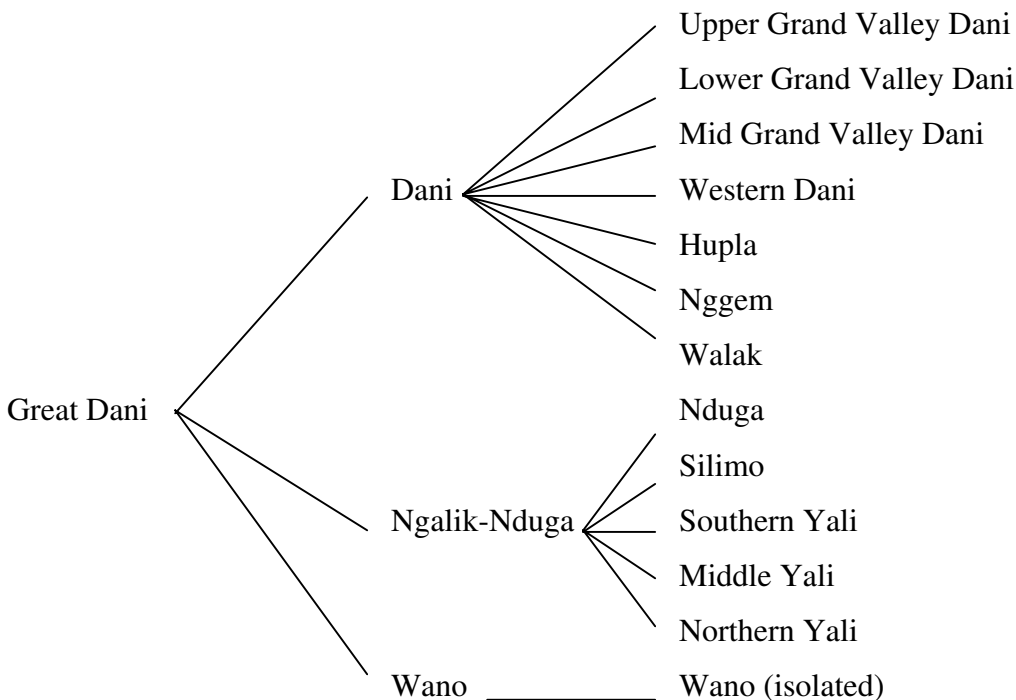 Upper Grand Valley Dani
Lower Grand Valley Dani
Mid Grand Valley Dani
Dani
Western Dani
Hupla
Nggem
Walak
Great Dani
Nduga
Silimo
Ngalik-Nduga
Southern Yali
Middle Yali
Northern Yali
Wano
Wano (isolated)